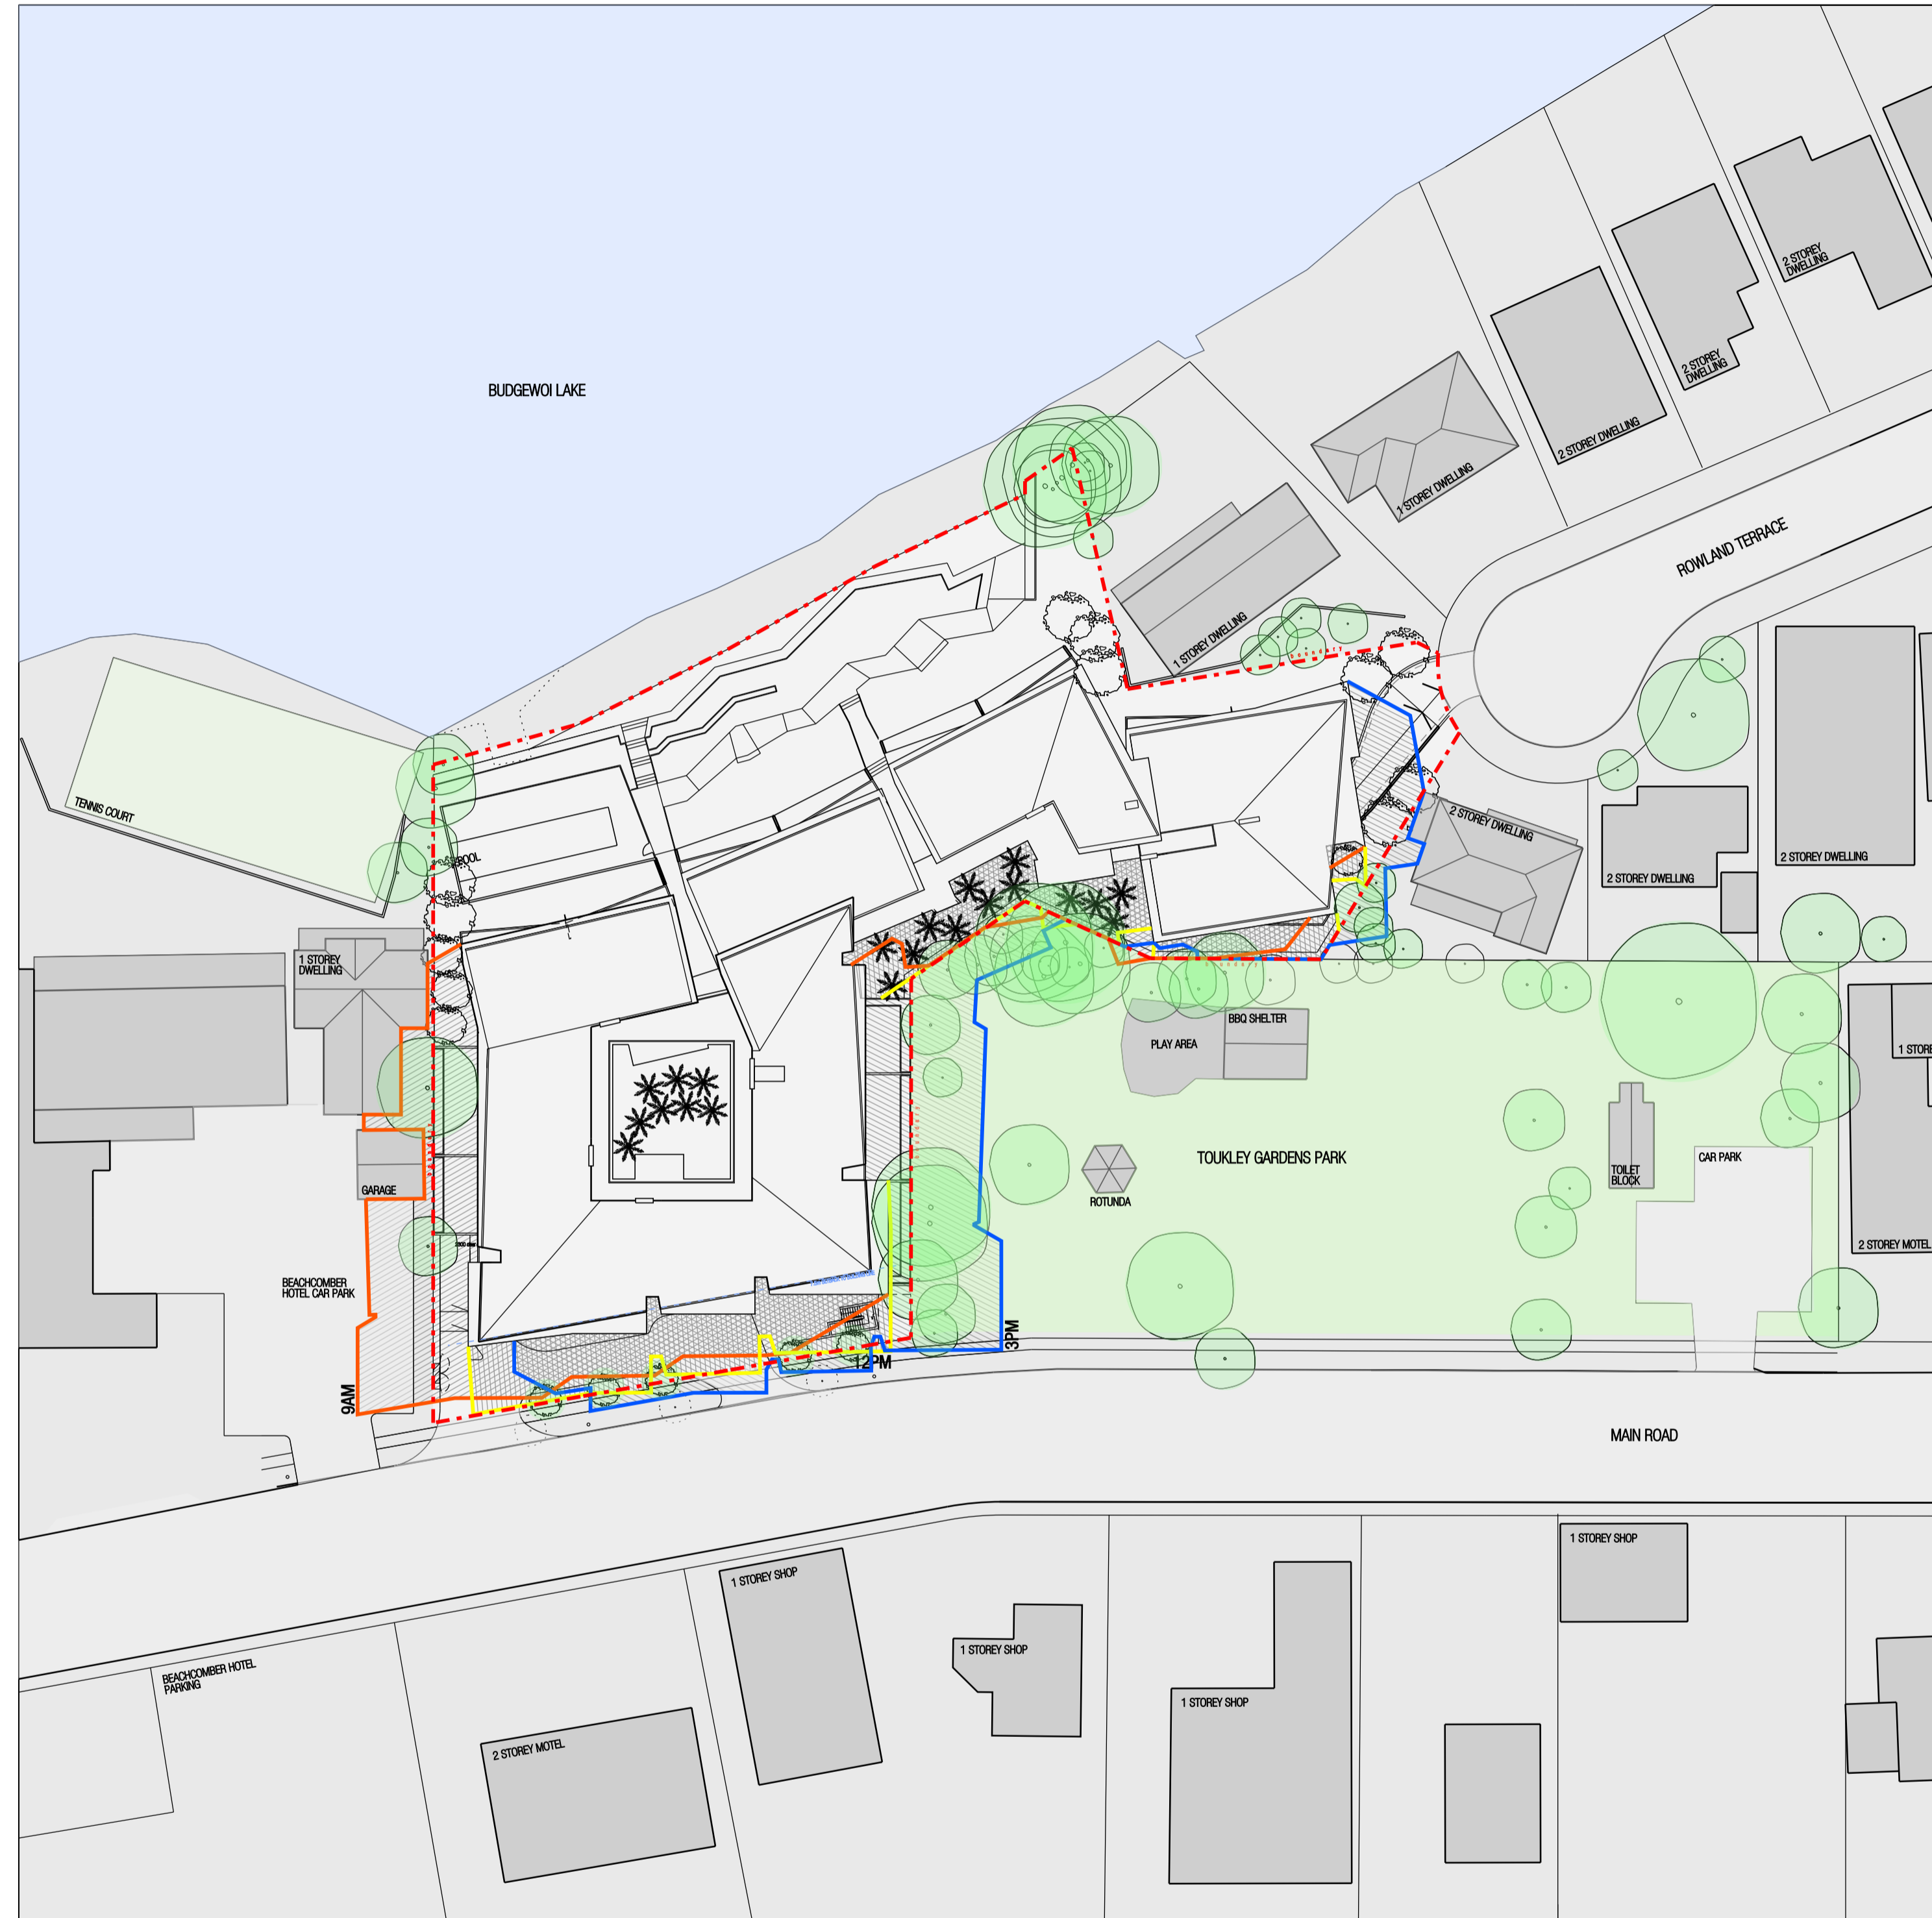 2 STOREY
DWELLING
2 STOREY
DWELLING
BUDGEWOI LAKE
2 STOREY DWELLING
1 STOREY DWELLING
ROWLAND TERRACE
1 STOREY DWELLING
boundary
TENNIS COURT
2 STOREY DWELLING
POOL
2 STOREY DWELLING
2 STOREY DWELLING
1 STOREY
DWELLING
BBQ SHELTER
PLAY AREA
1 STORE
TOUKLEY GARDENS PARK
CAR PARK
TOILET
BLOCK
GARAGE
ROTUNDA
2 STOREY MOTEL
BEACHCOMBER
HOTEL CAR PARK
3PM
12PM
9AM
MAIN ROAD
1 STOREY SHOP
1 STOREY SHOP
1 STOREY SHOP
BEACHCOMBER HOTEL
PARKING
1 STOREY SHOP
2 STOREY MOTEL